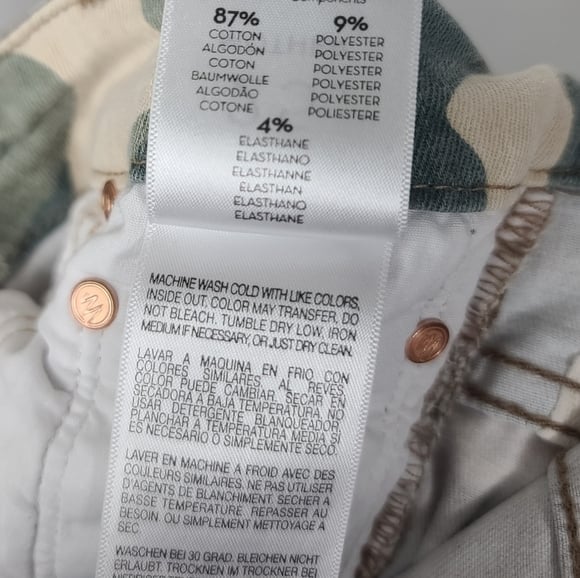 87%
COTTON
ALGODÓN
COTON
BAUMWOLLE
ALGODÃO
COTONE
9%
POLYESTER
POLYESTER
POLYESTER
POLYESTER
POLYESTER
POLIESTERE
4%
ELASTHANE
ELASTHANO
ELASTHANNE
ELASTHAN
ELASTHANO
ELASTHANE
MACHINE WASH COLD WITH LIKE COLORS,
INSIDE OUT. COLOR MAY TRANSFER. DO
NOT BLEACH. TUMBLE DRY LOW. IRON
MEDIUM IF NECESSARY, OR JUST DRY CLEAN.
LAVAR A MAQUINA EN FRIO CON
COLORES SIMILARES AL REVES.
COLOR PUEDE CAMBIAR. SECAR EN
SECADORA A BAJA TEMPERATURA. NO
USAR DETERGENTE BLANQUEADOR.
PLANCHAR A TEMPERATURA MEDIA SI
ES NECESARIO O SIMPLEMENTE SECO.
LAVER EN MACHINE A FROID AVEC DES
COULEURS SIMILAIRES. NE PAS UTILISER
D'AGENTS DE BLANCHIMENT. SECHER A
BASSE TEMPERATURE. REPASSER AU
BESOIN OU SIMPLEMENT METTOYAGE A
SEC
WASCHEN BEI 30 GRAD. BLEICHEN NICHT
ERLAUBT. TROCKNEN IM TROCKNER BEI